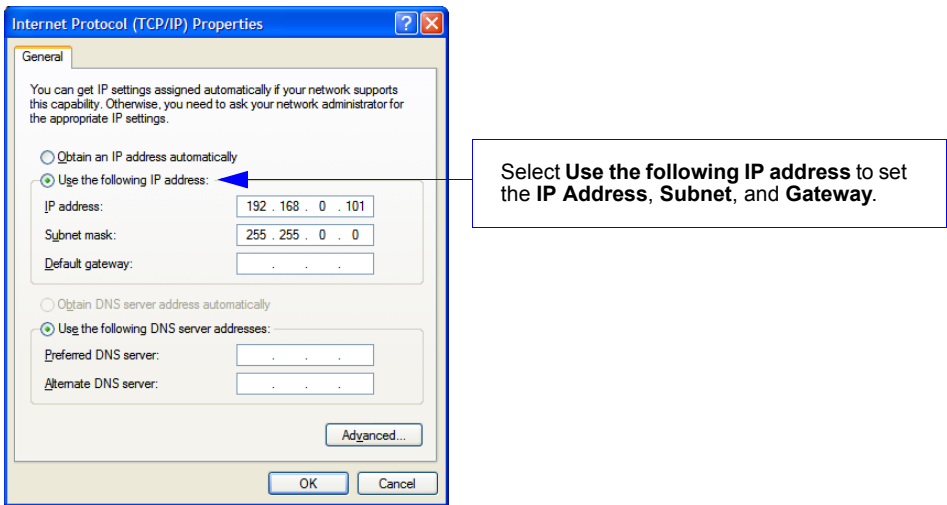 Internet Protocol (TCP/IP) Properties
General
You can get IP settings assigned automatically if your network supports
this capability. Otherwise, you need to ask your network administrator for
the appropriate IP settings.
Obtain an IP address automatically
Use the following IP address:
IP address: 192 . 168 . 0 . 101
Subnet mask: 255 . 255 . 0 . 0
Default gateway: . . .
Obtain DNS server address automatically
Use the following DNS server addresses:
Preferred DNS server: . . .
Alternate DNS server: . . .
Advanced...
OK Cancel
Select Use the following IP address to set
the IP Address, Subnet, and Gateway.